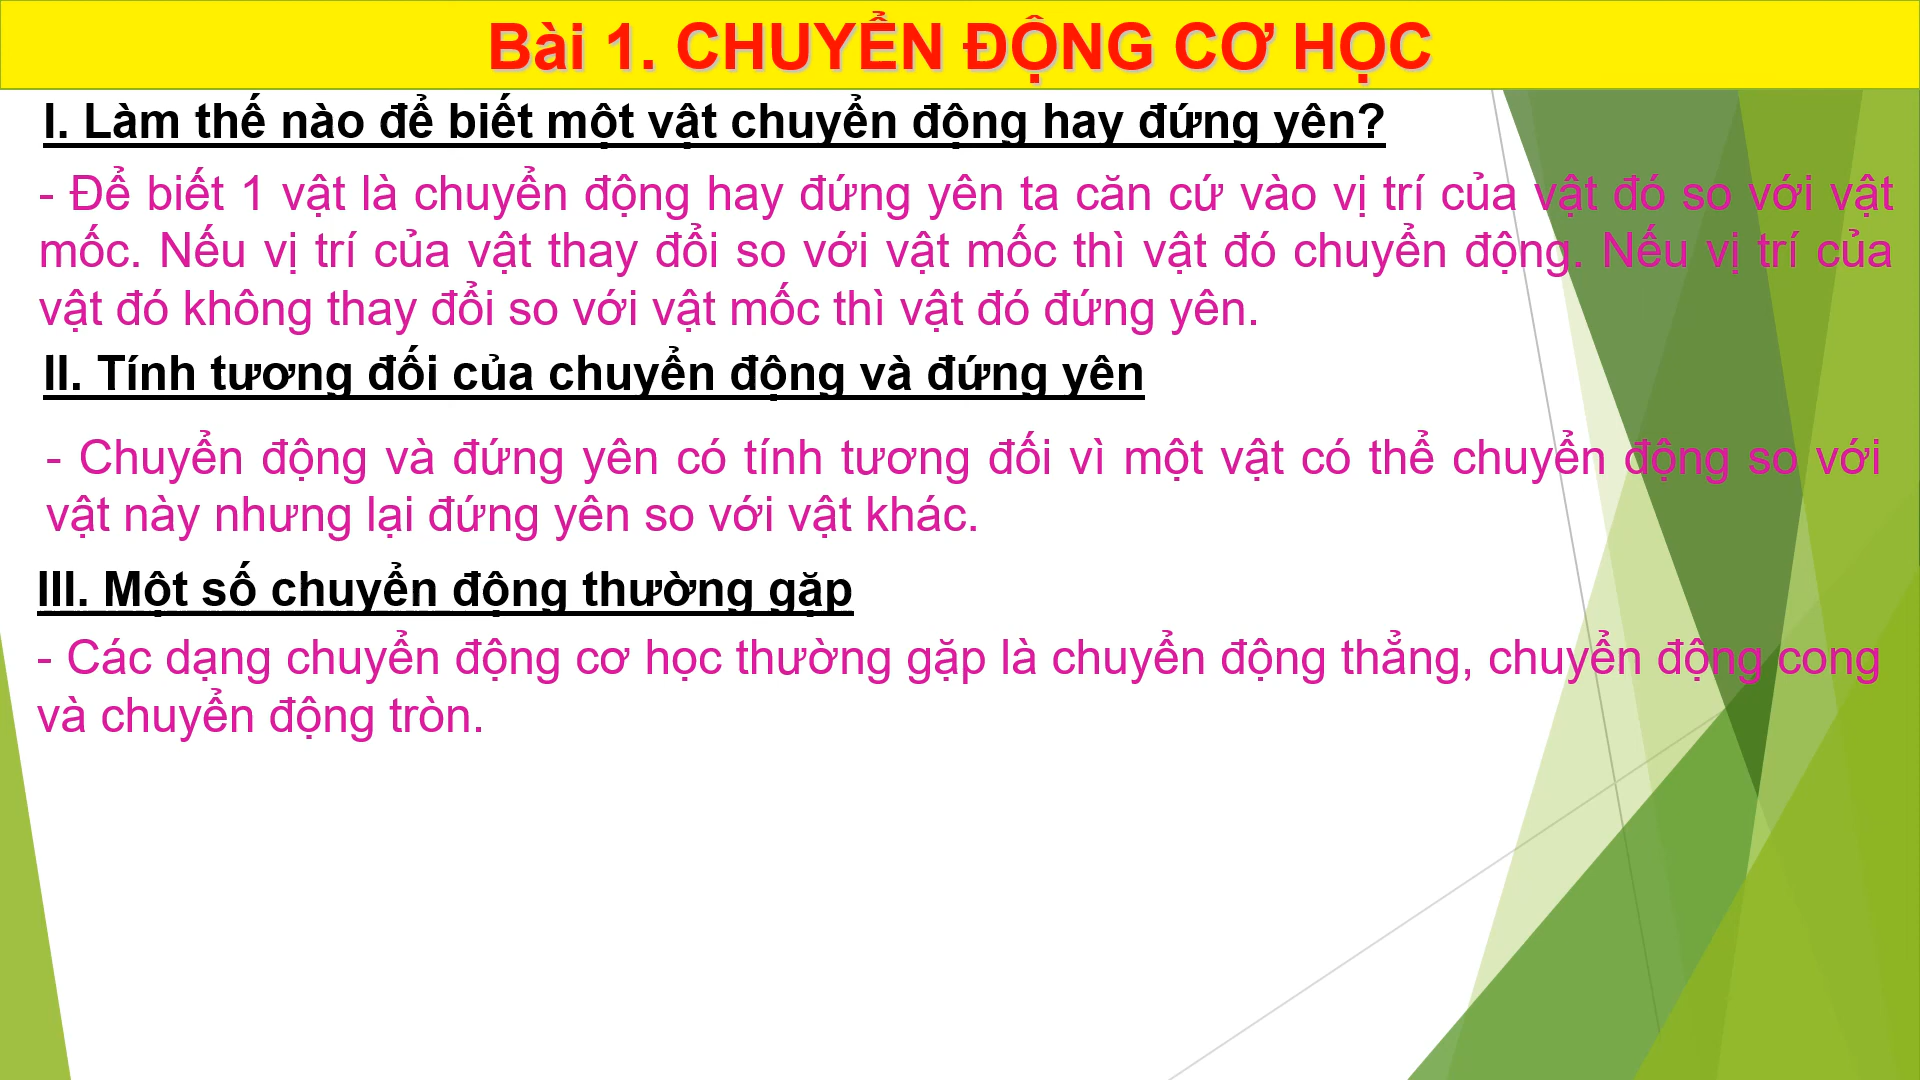 Bài 1. CHUYỂN ĐỘNG CƠ HỌC
I. Làm thế nào để biết một vật chuyển động hay đứng yên?
- Để biết 1 vật là chuyển động hay đứng yên ta căn cứ vào vị trí của vật đó so với vật
mốc. Nếu vị trí của vật thay đổi so với vật mốc thì vật đó chuyển động. Nếu vị trí của
vật đó không thay đổi so với vật mốc thì vật đó đứng yên.
II. Tính tương đối của chuyển động và đứng yên
- Chuyển động và đứng yên có tính tương đối vì một vật có thể chuyển động so với
vật này nhưng lại đứng yên so với vật khác.
III. Một số chuyển động thường gặp
- Các dạng chuyển động cơ học thường gặp là chuyển động thẳng, chuyển động cong
và chuyển động tròn.